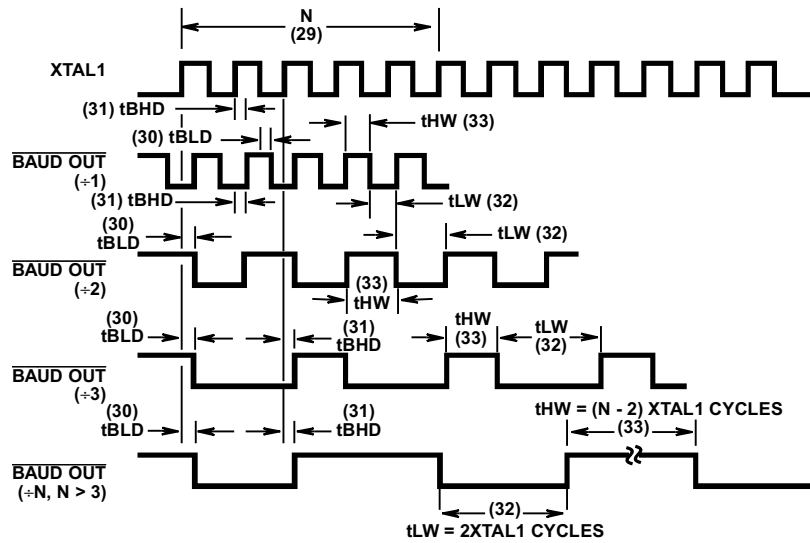 N
(29)
XTAL1
(31) tBHD
(30) tBLD
tHW (33)
BAUD OUT
(÷1)
(31) tBHD
tLW (32)
(30)
tBLD
tLW (32)
BAUD OUT
(÷2)
(33)
tHW
(30)
tBLD
(31)
tBHD
tHW
(33)
tLW
(32)
BAUD OUT
(÷3)
tHW = (N - 2) XTAL1 CYCLES
(33)
(30)
tBLD
(31)
tBHD
BAUD OUT
(÷N, N > 3)
(32)
tLW = 2XTAL1 CYCLES